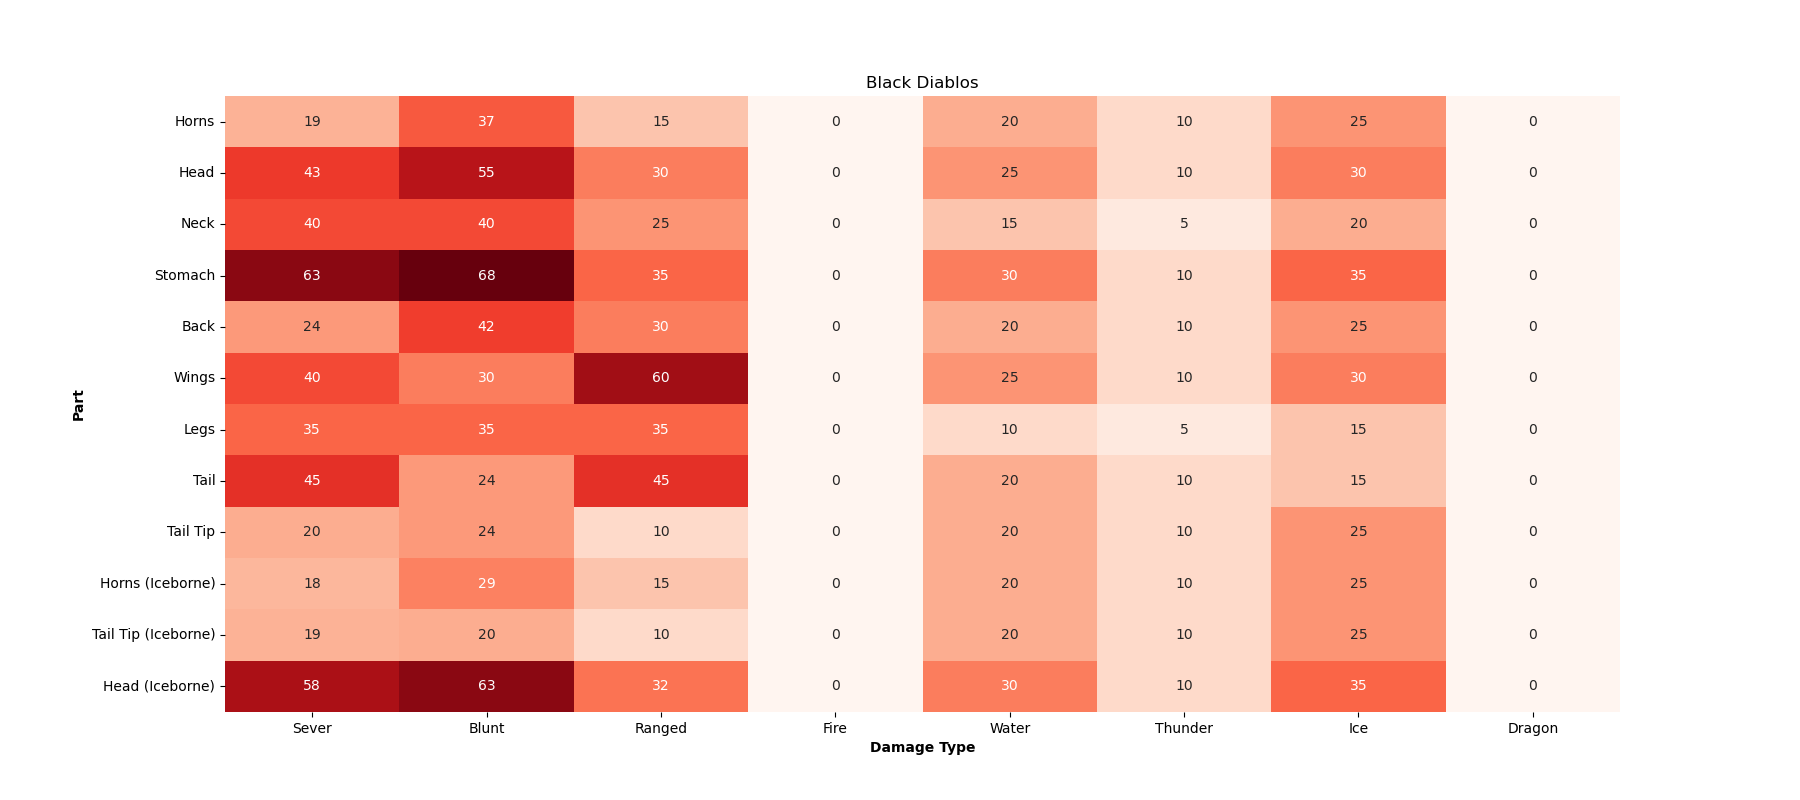 Black Diablos
Part
Horns 19 37 15 0 20 10 25 0
Head 43 55 30 0 25 10 30 0
Neck 40 40 25 0 15 5 20 0
Stomach 63 68 35 0 30 10 35 0
Back 24 42 30 0 20 10 25 0
Wings 40 30 60 0 25 10 30 0
Legs 35 35 35 0 10 5 15 0
Tail 45 24 45 0 20 10 15 0
Tail Tip 20 24 10 0 20 10 25 0
Horns (Iceborne) 18 29 15 0 20 10 25 0
Tail Tip (Iceborne) 19 20 10 0 20 10 25 0
Head (Iceborne) 58 63 32 0 30 10 35 0
Sever Blunt Ranged Fire Water Thunder Ice Dragon
Damage Type